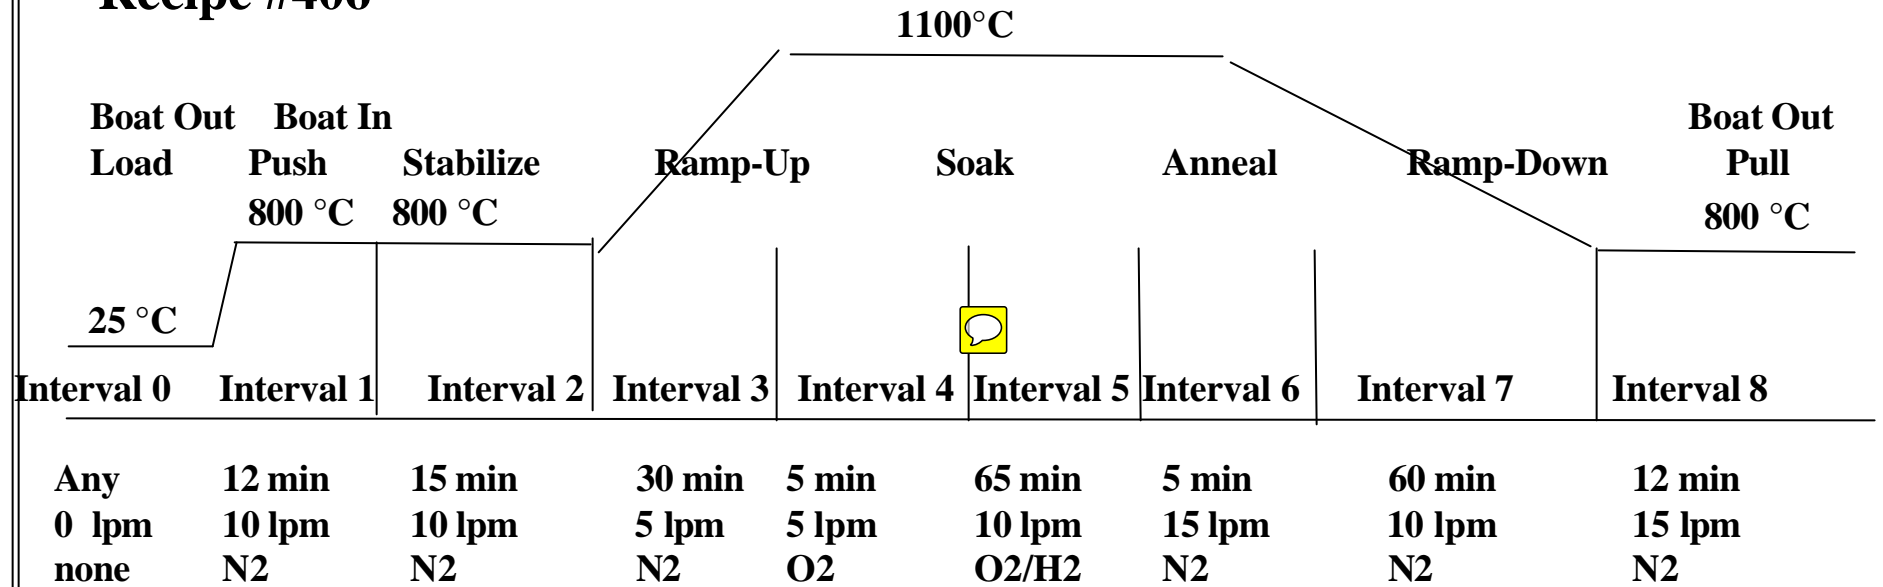 Recipe #406
1100°C
Boat Out Boat In Boat Out
Load Push Stabilize Ramp-Up Soak Anneal Ramp-Down Pull
800 °C 800 °C 800 °C
25 °C
Interval 0 Interval 1 Interval 2 Interval 3 Interval 4 Interval 5 Interval 6 Interval 7 Interval 8
Any 12 min 15 min 30 min 5 min 65 min 5 min 60 min 12 min
0 lpm 10 lpm 10 lpm 5 lpm 5 lpm 10 lpm 15 lpm 10 lpm 15 lpm
none N2 N2 N2 O2 O2/H2 N2 N2 N2